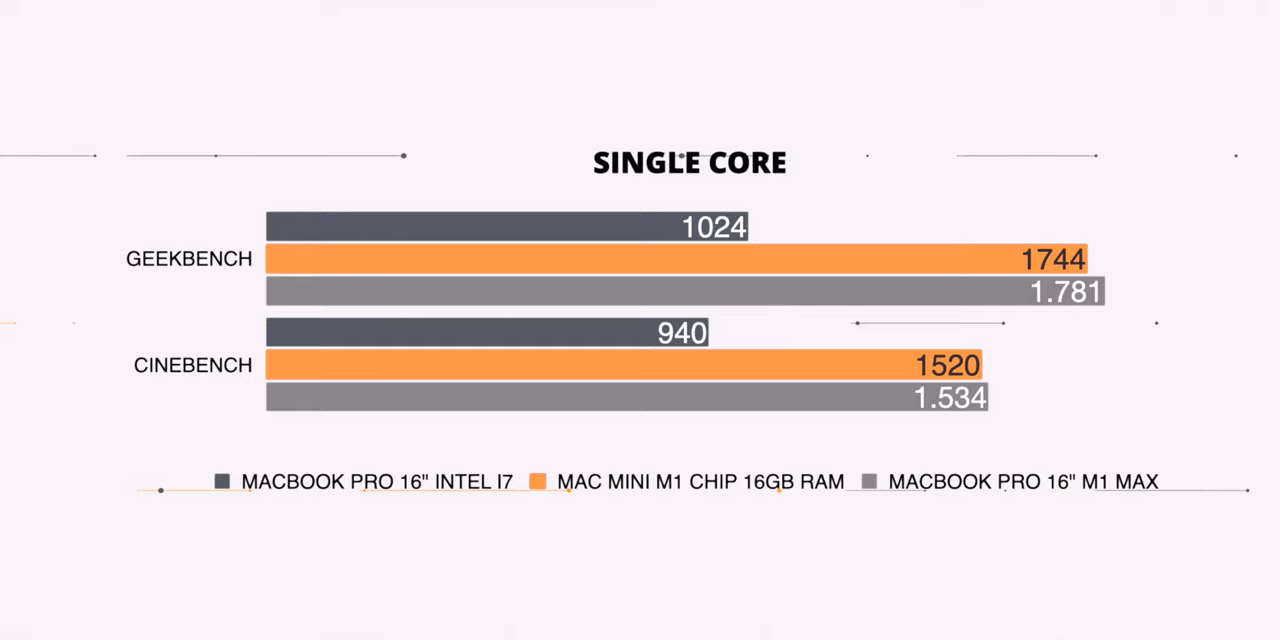 SINGLE CORE
1024
GEEKBENCH 1744
1.781
940
CINEBENCH 1520
1.534
MACBOOK PRO 16" INTEL I7 MAC MINI M1 CHIP 16GB RAM MACBOOK PRO 16" M1 MAX